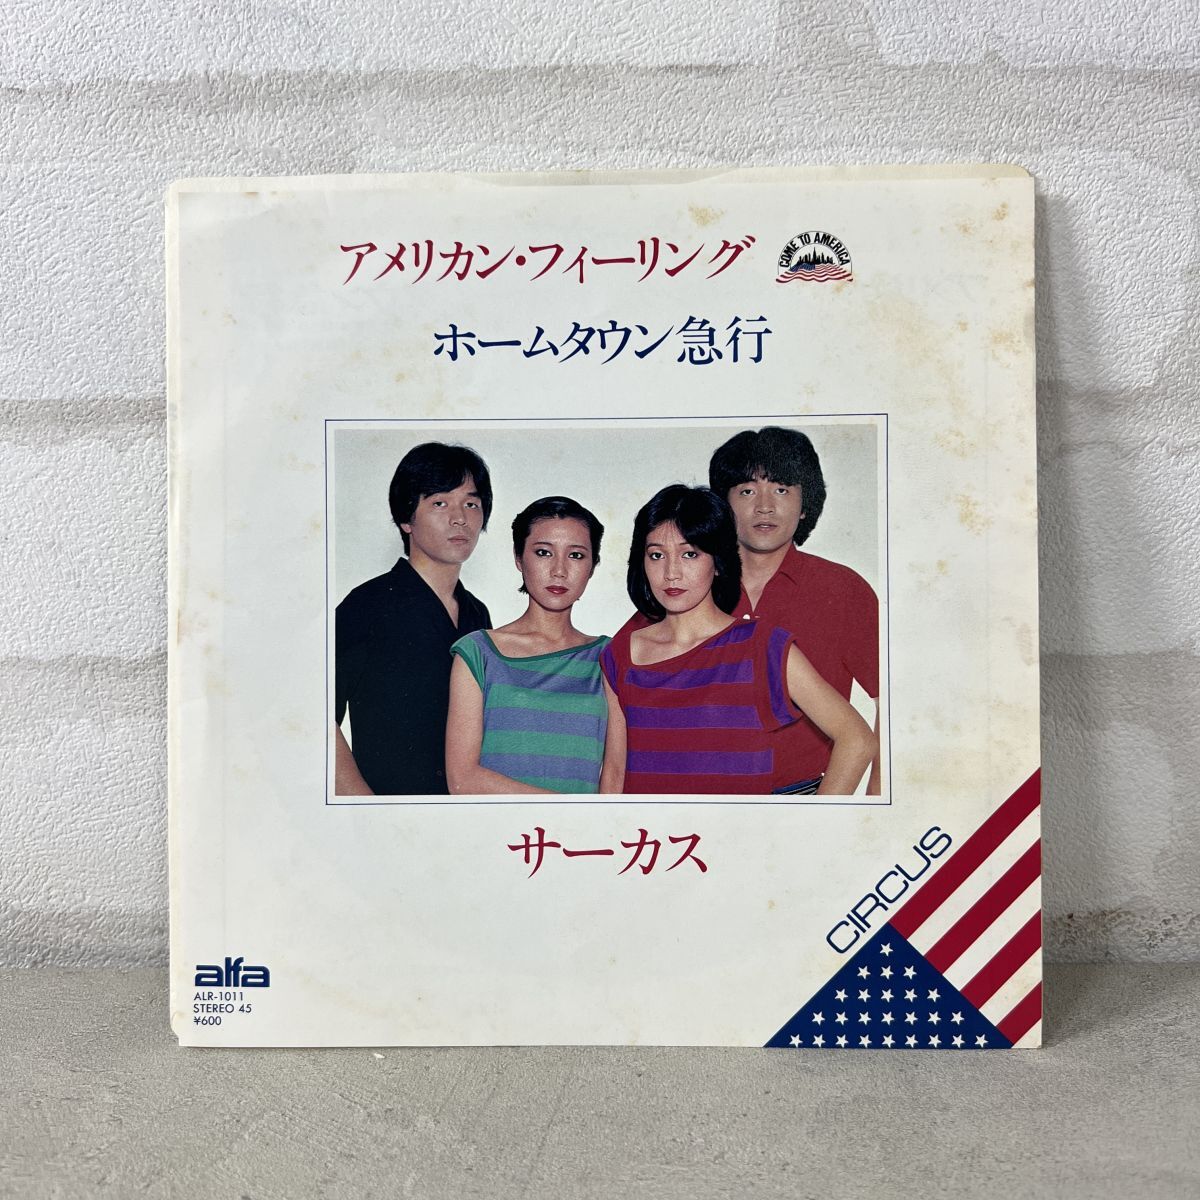 アメリカン・フィーリング
COME TO AMERICA
ホームタウン急行
サーカス
CIRCUS
alfa
ALR-1011
STEREO 45
¥600